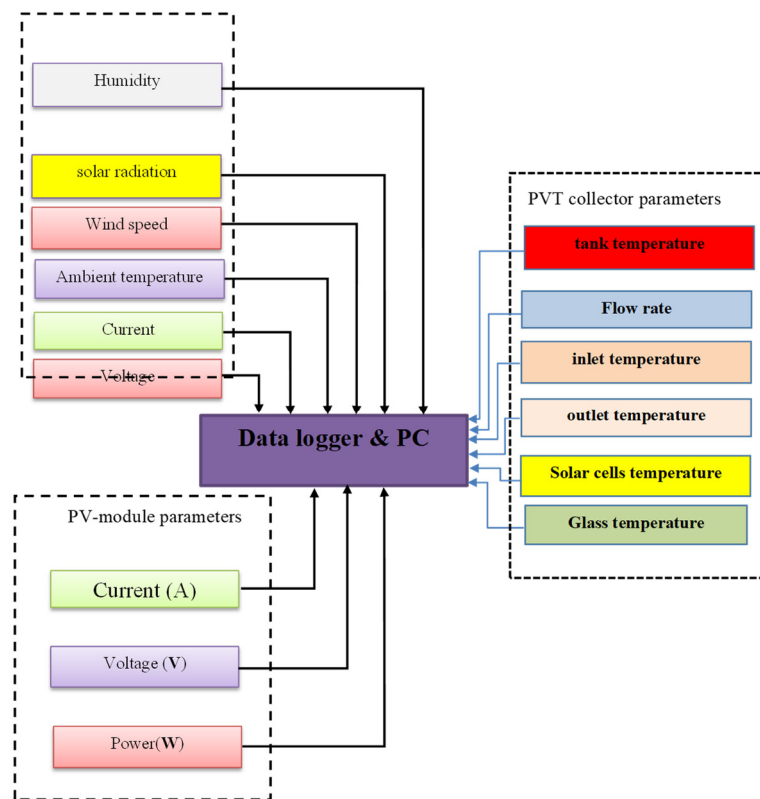 Humidity
solar radiation
Wind speed
Ambient temperature
Current
Voltage
PVT collector parameters
tank temperature
Flow rate
inlet temperature
outlet temperature
Solar cells temperature
Glass temperature
Data logger & PC
PV-module parameters
Current (A)
Voltage (V)
Power(W)